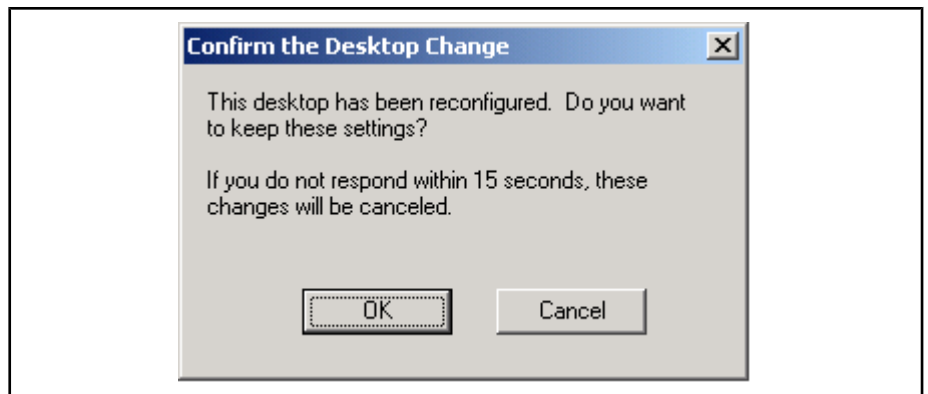 Confirm the Desktop Change
This desktop has been reconfigured.  Do you want
to keep these settings?
If you do not respond within 15 seconds, these
changes will be canceled.
OK
Cancel